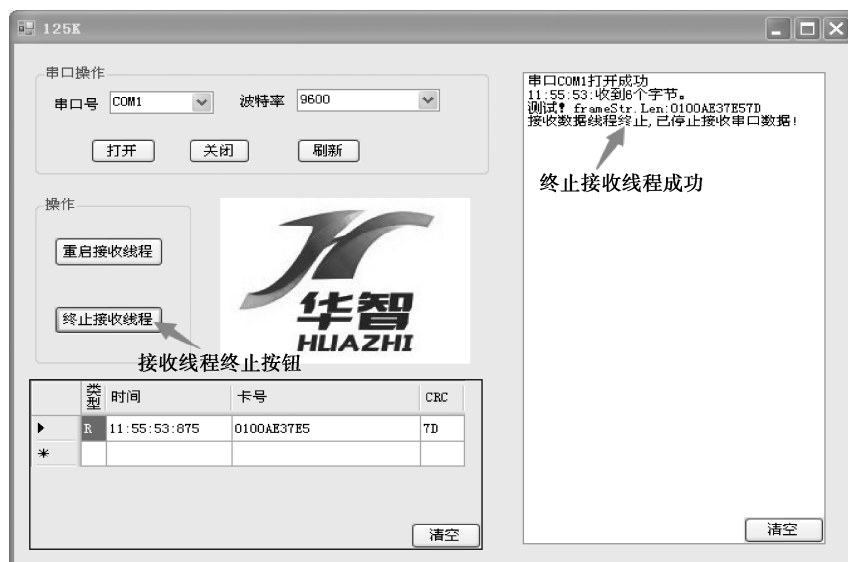 125K
串口操作
串口号 COM1 波特率 9600
打开 关闭 刷新
操作
重启接收线程
终止接收线程
华智
HUAZHI
接收线程终止按钮
类型 时间 卡号 CRC
R 11:55:53:875 0100AE37E5 7D
清空
串口COM1打开成功
11:55:53:收到6个字节。
测试! frameStr.Len:0100AE37E57D
接收数据线程终止,已停止接收串口数据!
终止接收线程成功
清空